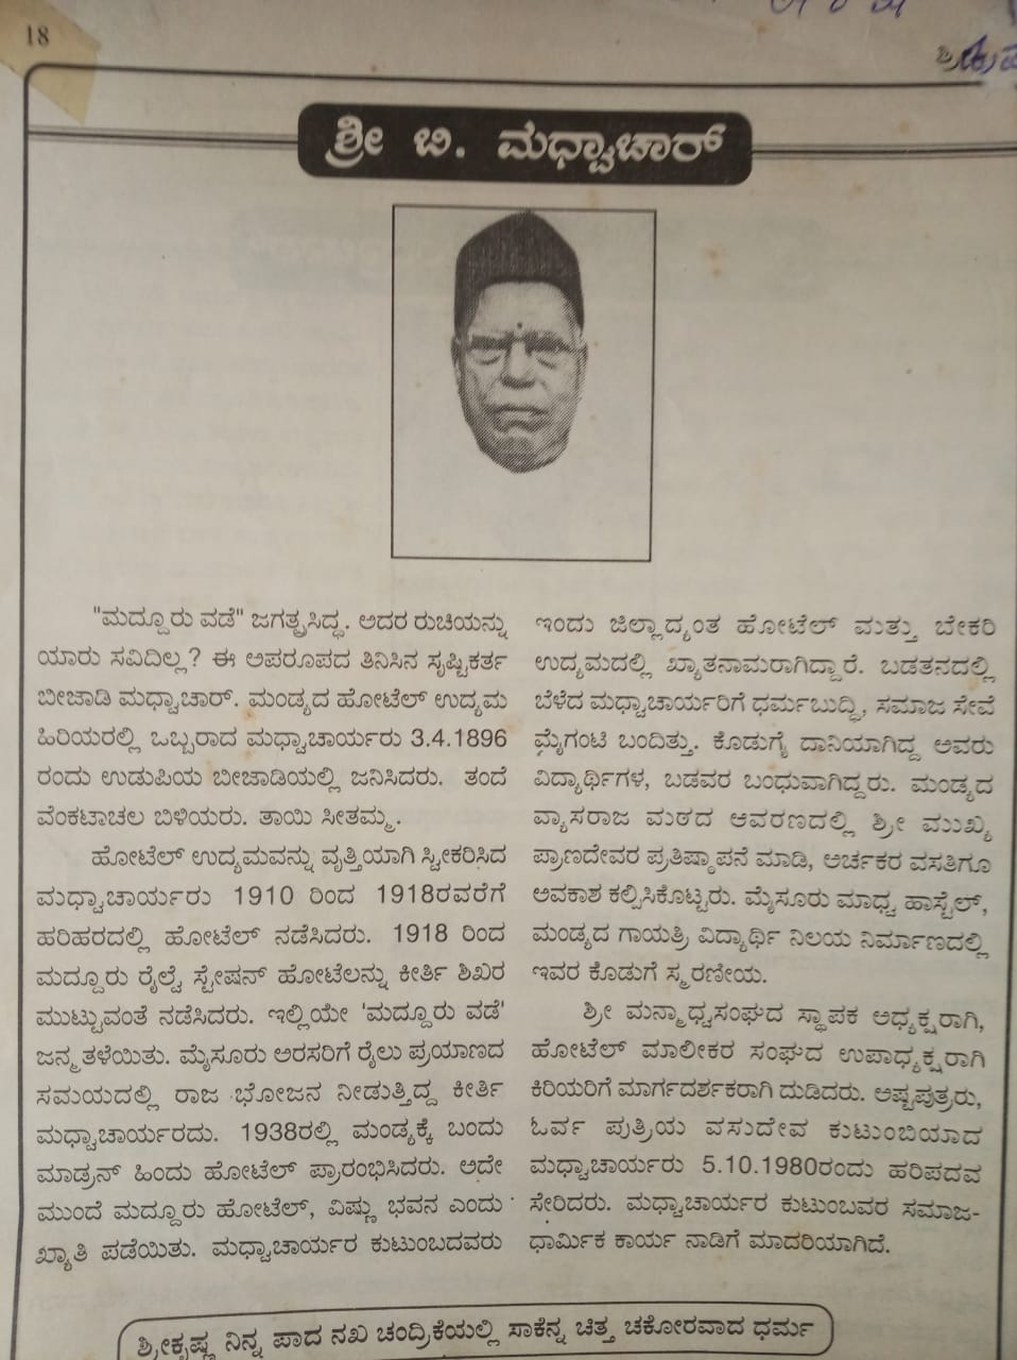 18
ಶ್ರೀ ಬಿ. ಮಧ್ವಾಚಾರ್
"ಮದ್ದೂರು ವಡೆ" ಜಗತ್ಪ್ರಸಿದ್ಧ. ಅದರ ರುಚಿಯನ್ನು
ಯಾರು ಸವಿದಿಲ್ಲ? ಈ ಅಪರೂಪದ ತಿನಿಸಿನ ಸೃಷ್ಟಿಕರ್ತ
ಬೀಜಾಡಿ ಮಧ್ವಾಚಾರ್. ಮಂಡ್ಯದ ಹೋಟೆಲ್ ಉದ್ಯಮ
ಹಿರಿಯರಲ್ಲಿ ಒಬ್ಬರಾದ ಮಧ್ವಾಚಾರ್ಯರು 3.4.1896
ರಂದು ಉಡುಪಿಯ ಬೀಜಾಡಿಯಲ್ಲಿ ಜನಿಸಿದರು. ತಂದೆ
ವೆಂಕಟಾಚಲ ಬಿಳಿಯರು. ತಾಯಿ ಸೀತಮ್ಮ.
ಹೋಟೆಲ್ ಉದ್ಯಮವನ್ನು ವೃತ್ತಿಯಾಗಿ ಸ್ವೀಕರಿಸಿದ
ಮಧ್ವಾಚಾರ್ಯರು 1910 ರಿಂದ 1918ರವರೆಗೆ
ಹರಿಹರದಲ್ಲಿ ಹೋಟೆಲ್ ನಡೆಸಿದರು. 1918 ರಿಂದ
ಮದ್ದೂರು ರೈಲ್ವೆ ಸ್ಟೇಷನ್ ಹೋಟೆಲನ್ನು ಕೀರ್ತಿ ಶಿಖರ
ಮುಟ್ಟುವಂತೆ ನಡೆಸಿದರು. ಇಲ್ಲಿಯೇ 'ಮದ್ದೂರು ವಡೆ'
ಜನ್ಮತಳೆಯಿತು. ಮೈಸೂರು ಅರಸರಿಗೆ ರೈಲು ಪ್ರಯಾಣದ
ಸಮಯದಲ್ಲಿ ರಾಜ ಭೋಜನ ನೀಡುತ್ತಿದ್ದ ಕೀರ್ತಿ
ಮಧ್ವಾಚಾರ್ಯರದು. 1938ರಲ್ಲಿ ಮಂಡ್ಯಕ್ಕೆ ಬಂದು
ಮಾಡ್ರನ್ ಹಿಂದು ಹೋಟೆಲ್ ಪ್ರಾರಂಭಿಸಿದರು. ಅದೇ
ಮುಂದೆ ಮದ್ದೂರು ಹೋಟೆಲ್, ವಿಷ್ಣು ಭವನ ಎಂದು
ಖ್ಯಾತಿ ಪಡೆಯಿತು. ಮಧ್ವಾಚಾರ್ಯರ ಕುಟುಂಬದವರು
ಇಂದು ಜಿಲ್ಲಾದ್ಯಂತ ಹೋಟೆಲ್ ಮತ್ತು ಬೇಕರಿ
ಉದ್ಯಮದಲ್ಲಿ ಖ್ಯಾತನಾಮರಾಗಿದ್ದಾರೆ. ಬಡತನದಲ್ಲಿ
ಬೆಳೆದ ಮಧ್ವಾಚಾರ್ಯರಿಗೆ ಧರ್ಮಬುದ್ಧಿ, ಸಮಾಜ ಸೇವೆ
ಮೈಗಂಟಿ ಬಂದಿತ್ತು. ಕೊಡುಗೈ ದಾನಿಯಾಗಿದ್ದ ಅವರು
ವಿದ್ಯಾರ್ಥಿಗಳ, ಬಡವರ ಬಂಧುವಾಗಿದ್ದರು. ಮಂಡ್ಯದ
ವ್ಯಾಸರಾಜ ಮಠದ ಆವರಣದಲ್ಲಿ ಶ್ರೀ ಮುಖ್ಯ
ಪ್ರಾಣದೇವರ ಪ್ರತಿಷ್ಠಾಪನೆ ಮಾಡಿ, ಅರ್ಚಕರ ವಸತಿಗೂ
ಅವಕಾಶ ಕಲ್ಪಿಸಿಕೊಟ್ಟರು. ಮೈಸೂರು ಮಾಧ್ವ ಹಾಸ್ಟೆಲ್,
ಮಂಡ್ಯದ ಗಾಯತ್ರಿ ವಿದ್ಯಾರ್ಥಿ ನಿಲಯ ನಿರ್ಮಾಣದಲ್ಲಿ
ಇವರ ಕೊಡುಗೆ ಸ್ಮರಣೀಯ.
ಶ್ರೀ ಮನ್ಮಾಧ್ವಸಂಘದ ಸ್ಥಾಪಕ ಅಧ್ಯಕ್ಷರಾಗಿ,
ಹೋಟೆಲ್ ಮಾಲೀಕರ ಸಂಘದ ಉಪಾಧ್ಯಕ್ಷರಾಗಿ
ಕಿರಿಯರಿಗೆ ಮಾರ್ಗದರ್ಶಕರಾಗಿ ದುಡಿದರು. ಅಷ್ಟಪುತ್ರರು,
ಓರ್ವ ಪುತ್ರಿಯ ವಸುದೇವ ಕುಟುಂಬಿಯಾದ
ಮಧ್ವಾಚಾರ್ಯರು 5.10.1980ರಂದು ಹರಿಪದವ
ಸೇರಿದರು. ಮಧ್ವಾಚಾರ್ಯರ ಕುಟುಂಬವರ ಸಮಾಜ-
ಧಾರ್ಮಿಕ ಕಾರ್ಯ ನಾಡಿಗೆ ಮಾದರಿಯಾಗಿದೆ.
ಶ್ರೀಕೃಷ್ಣ ನಿನ್ನ ಪಾದ ನಖ ಚಂದ್ರಿಕೆಯಲ್ಲಿ ಸಾಕೆನ್ನ ಚಿತ್ತ ಚಕೋರವಾದ ಧರ್ಮ